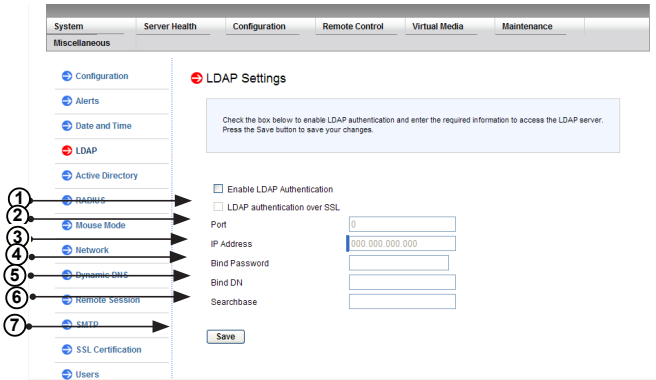 System Server Health Configuration Remote Control Virtual Media Maintenance
Miscellaneous
Configuration
Alerts
Date and Time
LDAP
Active Directory
RADIUS
Mouse Mode
Network
Dynamic DNS
Remote Session
SMTP
SSL Certification
Users
1
2
3
4
5
6
7
LDAP Settings
Check the box below to enable LDAP authentication and enter the required information to access the LDAP server.
Press the Save button to save your changes.
Enable LDAP Authentication
LDAP authentication over SSL
Port 0
IP Address 000.000.000.000
Bind Password
Bind DN
Searchbase
Save